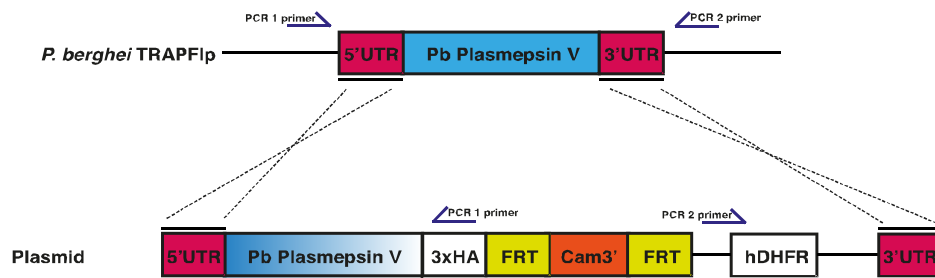 PCR 1 primer
PCR 2 primer
P. berghei TRAPFlp
5’UTR
Pb Plasmepsin V
3’UTR
PCR 1 primer
PCR 2 primer
Plasmid
5’UTR
Pb Plasmepsin V
3xHA
FRT
Cam3’
FRT
hDHFR
3’UTR